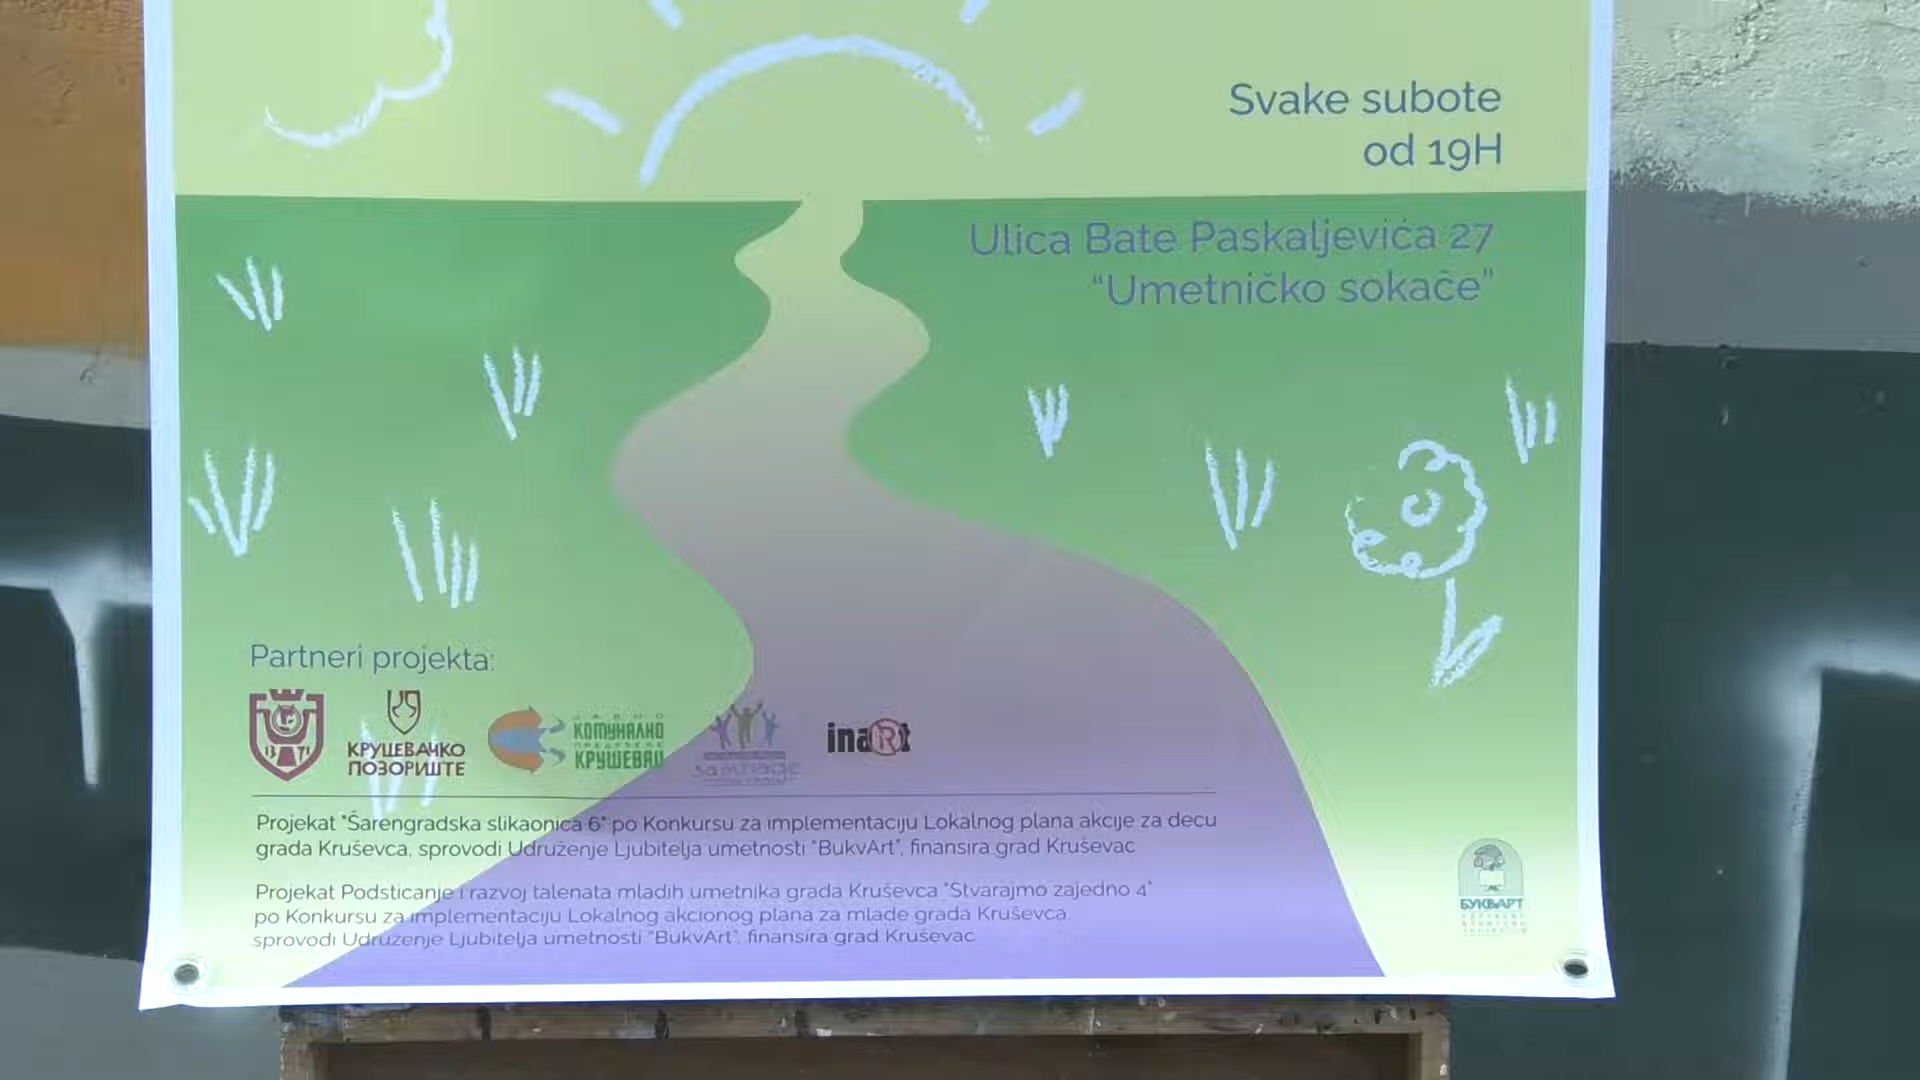 Svake subote
od 19H
Ulica Bate Paskaljevića 27
“Umetničko sokače”
Partneri projekta:
КРУШЕВАЧКО
ПОЗОРИШТЕ
ЈАВНО
КОМУНАЛНО
ПРЕДУЗЕЋЕ
КРУШЕВАЦ
inaRt
Projekat "Šarengradska slikaonica 6" po Konkursu za implementaciju Lokalnog plana akcije za decu
grada Kruševca, sprovodi Udruženje Ljubitelja umetnosti "BukvArt", finansira grad Kruševac
Projekat Podsticanje i razvoj talenata mladih umetnika grada Kruševca "Stvarajmo zajedno 4"
po Konkursu za implementaciju Lokalnog akcionog plana za mlade grada Kruševca,
sprovodi Udruženje Ljubitelja umetnosti "BukvArt", finansira grad Kruševac
БУКВАРТ